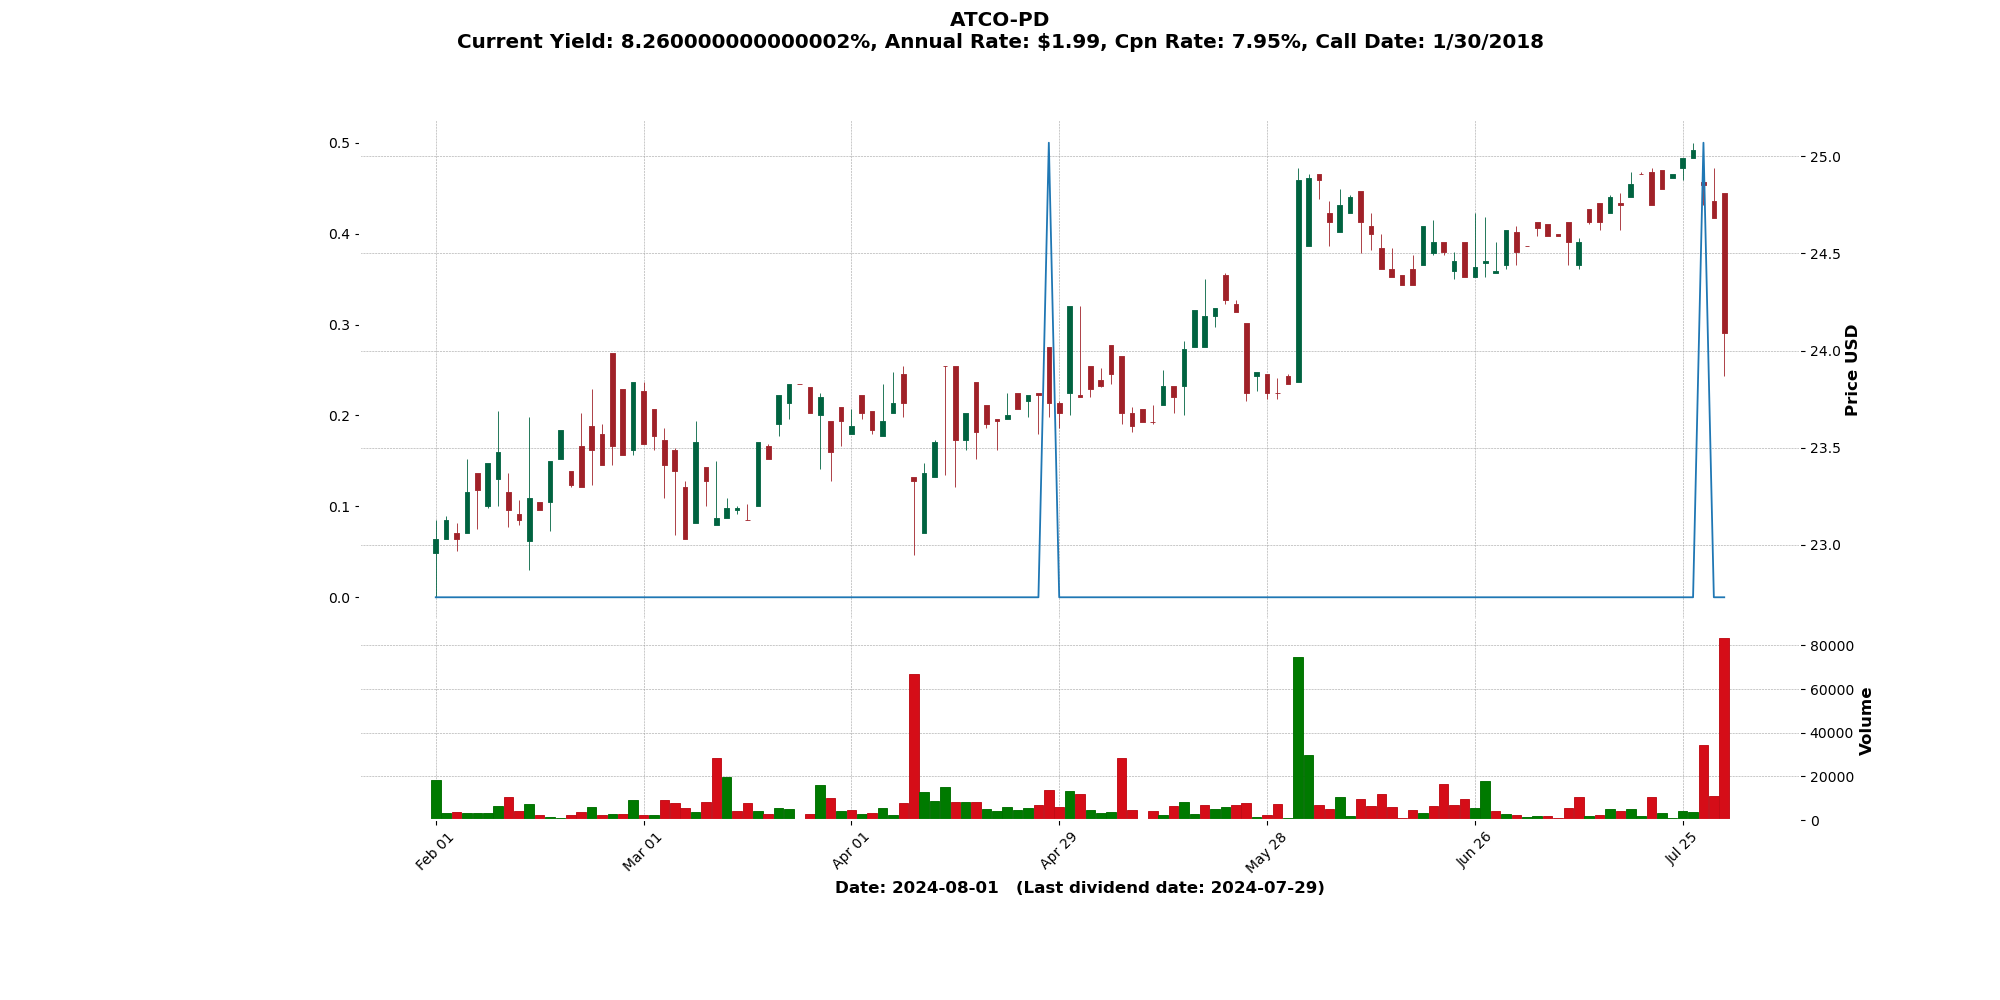 ATCO-PD
Current Yield: 8.260000000000002%, Annual Rate: $1.99, Cpn Rate: 7.95%, Call Date: 1/30/2018
0.5
0.4
0.3
0.2
0.1
0.0
25.0
24.5
24.0
23.5
23.0
Price USD
80000
60000
40000
20000
0
Volume
Feb 01
Mar 01
Apr 01
Apr 29
May 28
Jun 26
Jul 25
Date: 2024-08-01 (Last dividend date: 2024-07-29)